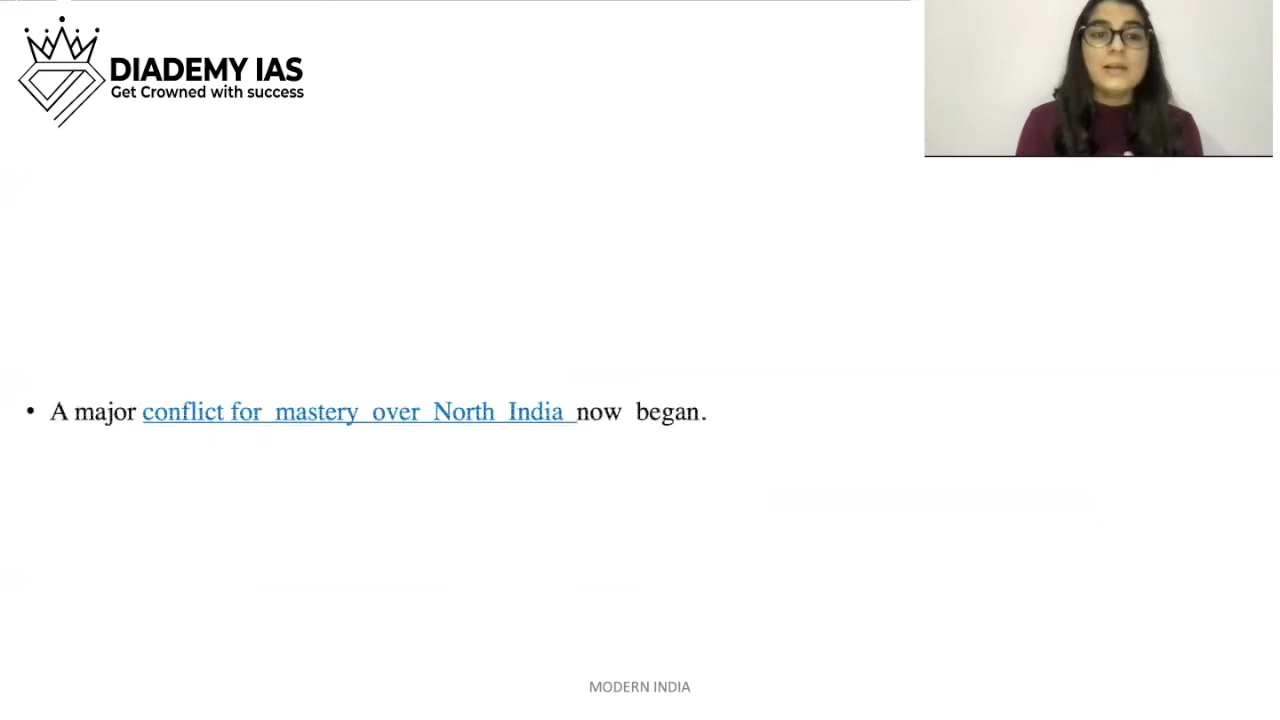 DIADEMY IAS
Get Crowned with success
• A major conflict for mastery over North India now began.
MODERN INDIA